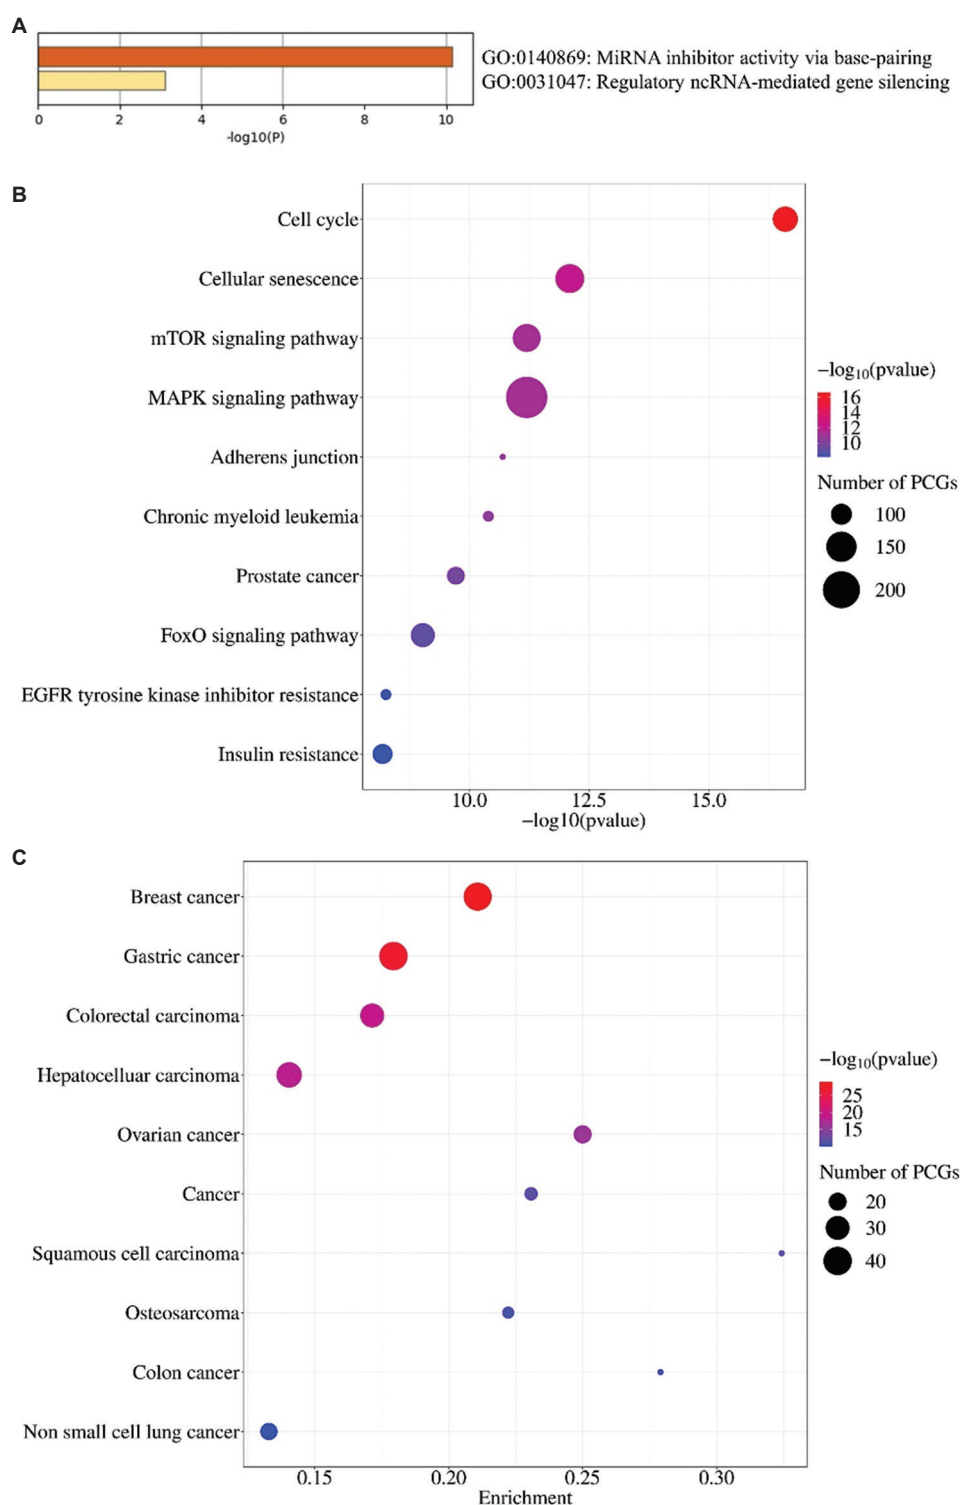 A
GO:0140869: MiRNA inhibitor activity via base-pairing
GO:0031047: Regulatory ncRNA-mediated gene silencing
0 2 4 6 8 10
-log10(P)
B
Cell cycle
Cellular senescence
mTOR signaling pathway
MAPK signaling pathway
Adherens junction
Chronic myeloid leukemia
Prostate cancer
FoxO signaling pathway
EGFR tyrosine kinase inhibitor resistance
Insulin resistance
10.0 12.5 15.0
−log10(pvalue)
−log₁₀(pvalue)
16
14
12
10
Number of PCGs
100
150
200
C
Breast cancer
Gastric cancer
Colorectal carcinoma
Hepatocelluar carcinoma
Ovarian cancer
Cancer
Squamous cell carcinoma
Osteosarcoma
Colon cancer
Non small cell lung cancer
0.15 0.20 0.25 0.30
Enrichment
−log₁₀(pvalue)
25
20
15
Number of PCGs
20
30
40